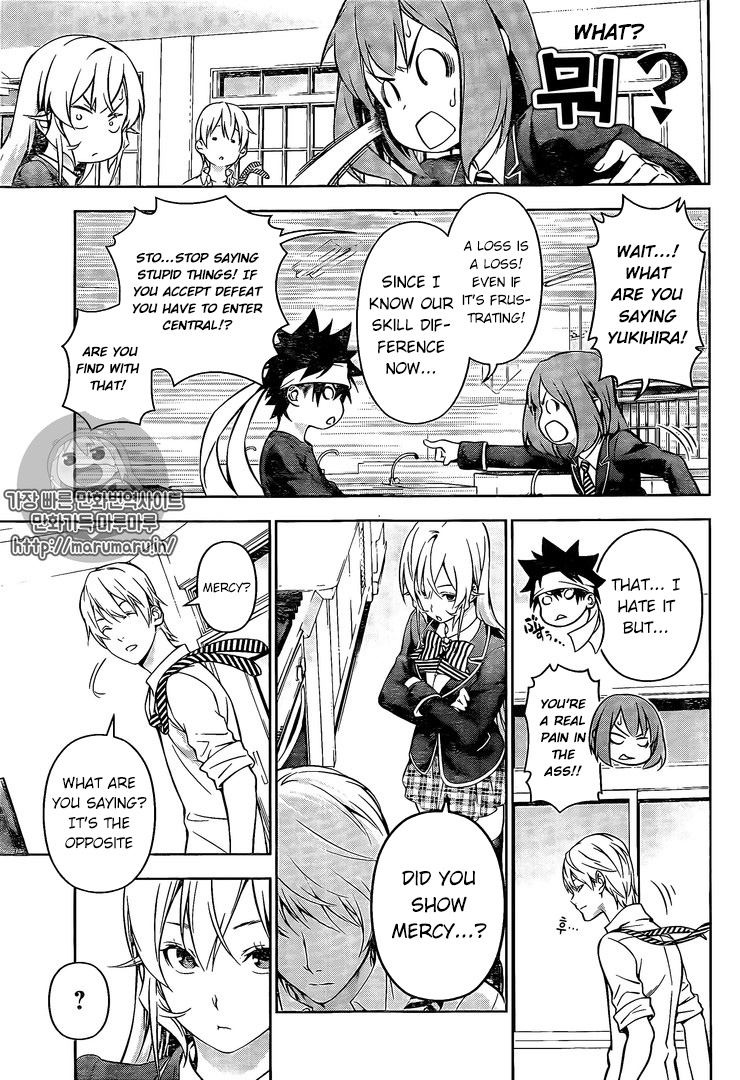 WHAT?
뭐?
WAIT...!
WHAT
ARE YOU
SAYING
YUKIHIRA!
A LOSS IS
A LOSS!
EVEN IF
IT'S FRUS-
TRATING!
SINCE I
KNOW OUR
SKILL DIF-
FERENCE
NOW...
STO...STOP SAYING
STUPID THINGS! IF
YOU ACCEPT DEFEAT
YOU HAVE TO ENTER
CENTRAL!?
ARE YOU
FIND WITH
THAT!
가장 빠른 만화번역사이트
만화가득 마루마루
http://marumaru.in/
THAT... I
HATE IT
BUT...
YOU'RE
A REAL
PAIN IN
THE
ASS!!
후...
DID YOU
SHOW
MERCY...?
MERCY?
WHAT ARE
YOU SAYING?
IT'S THE
OPPOSITE
?